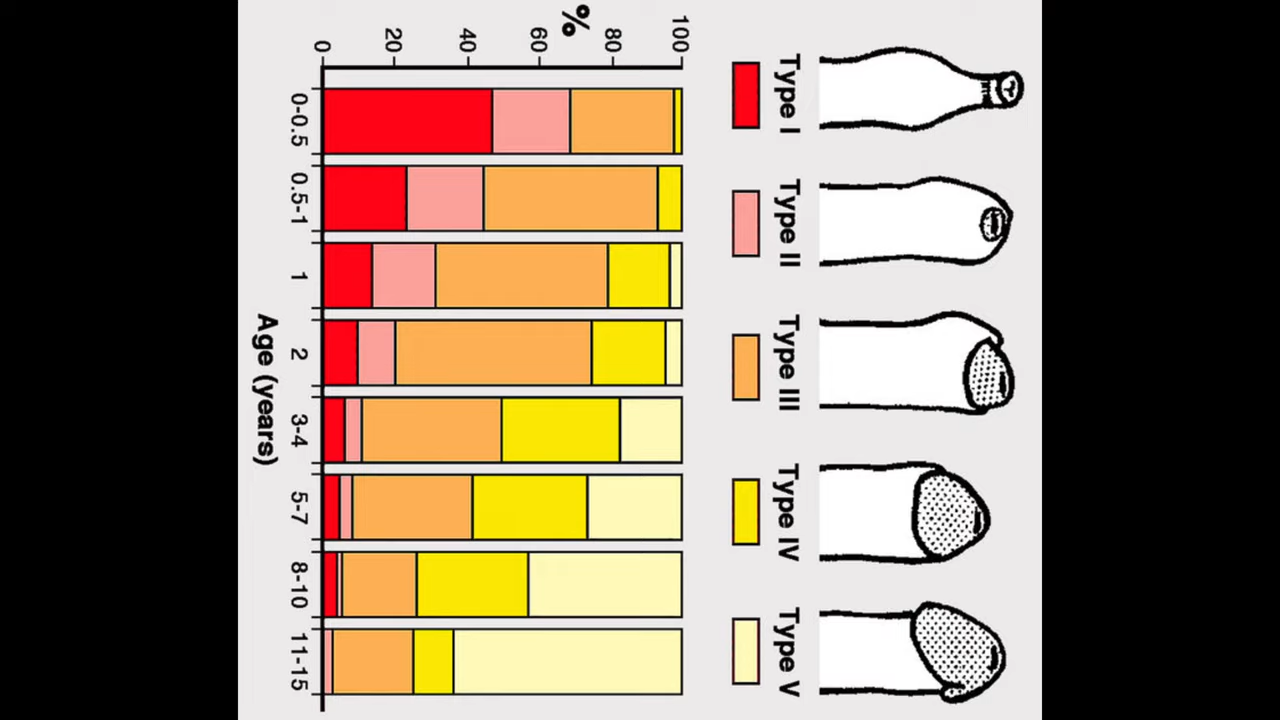 Type I
Type II
Type III
Type IV
Type V
%
100
80
60
40
20
0
0-0.5
0.5-1
1
2
3-4
5-7
8-10
11-15
Age (years)